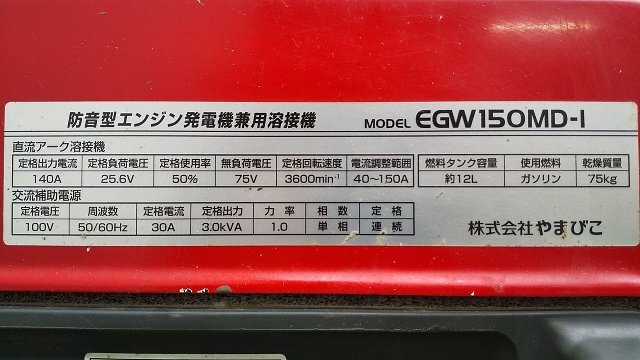 防音型エンジン発電機兼用溶接機 MODEL EGW150MD-I
直流アーク溶接機
定格出力電流 定格負荷電圧 定格使用率 無負荷電圧 定格回転速度 電流調整範囲 燃料タンク容量 使用燃料 乾燥質量
140A 25.6V 50% 75V 3600min⁻¹ 40~150A 約12L ガソリン 75kg
交流補助電源
定格電圧 周波数 定格電流 定格出力 力率 相数 定格
100V 50/60Hz 30A 3.0kVA 1.0 単相 連続
株式会社 やまびこ